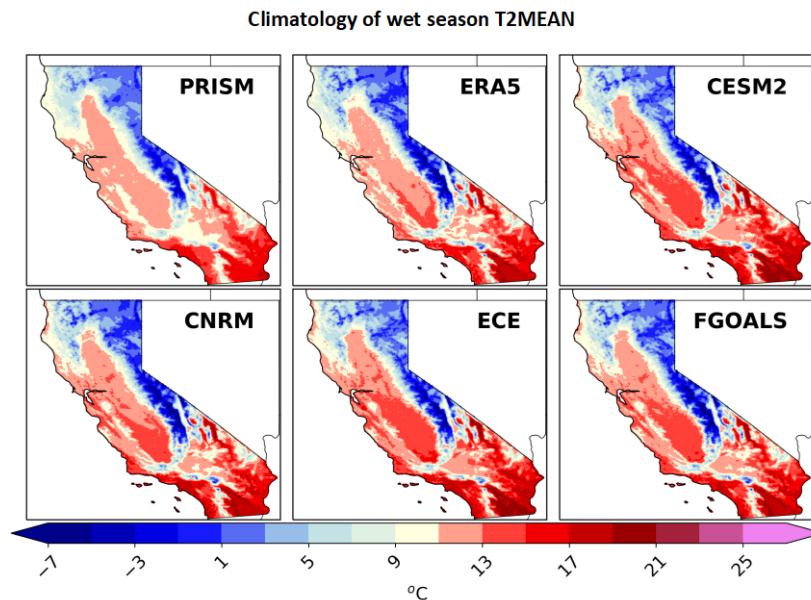 Climatology of wet season T2MEAN
PRISM ERA5 CESM2
CNRM ECE FGOALS
−7 −3 1 5 9 13 17 21 25
°C